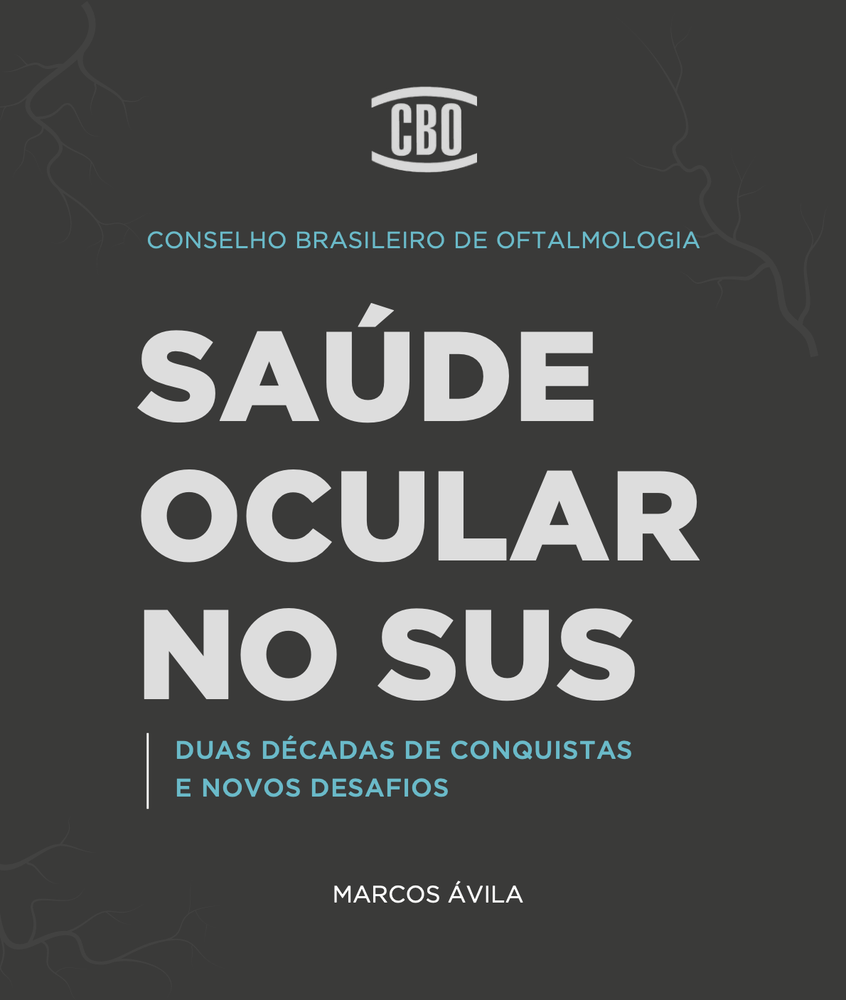 CBO
CONSELHO BRASILEIRO DE OFTALMOLOGIA
SAÚDE
OCULAR
NO SUS
DUAS DÉCADAS DE CONQUISTAS
E NOVOS DESAFIOS
MARCOS ÁVILA